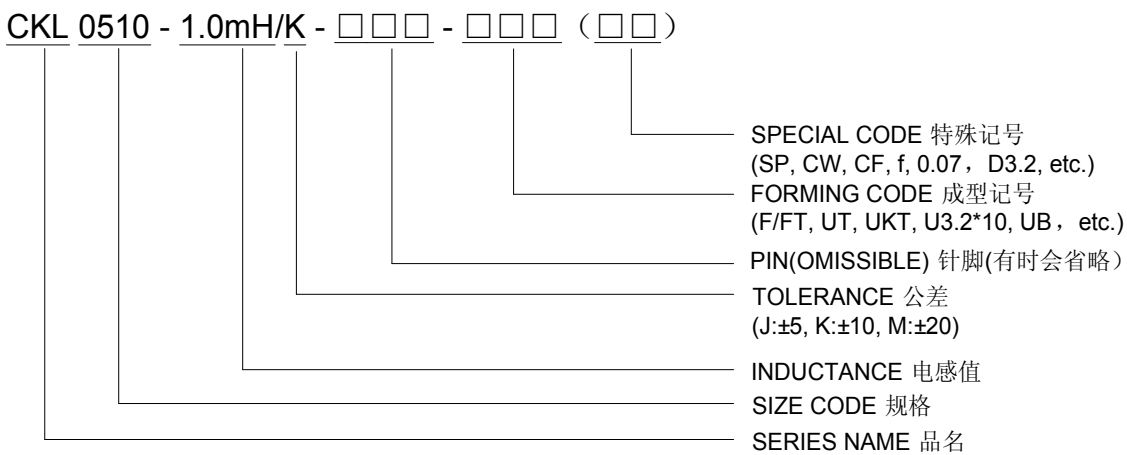 CKL 0510 - 1.0mH/K - □□□ - □□□（□□）
SPECIAL CODE 特殊记号
(SP, CW, CF, f, 0.07，D3.2, etc.)
FORMING CODE 成型记号
(F/FT, UT, UKT, U3.2*10, UB，etc.)
PIN(OMISSIBLE) 针脚(有时会省略）
TOLERANCE 公差
(J:±5, K:±10, M:±20)
INDUCTANCE 电感值
SIZE CODE 规格
SERIES NAME 品名